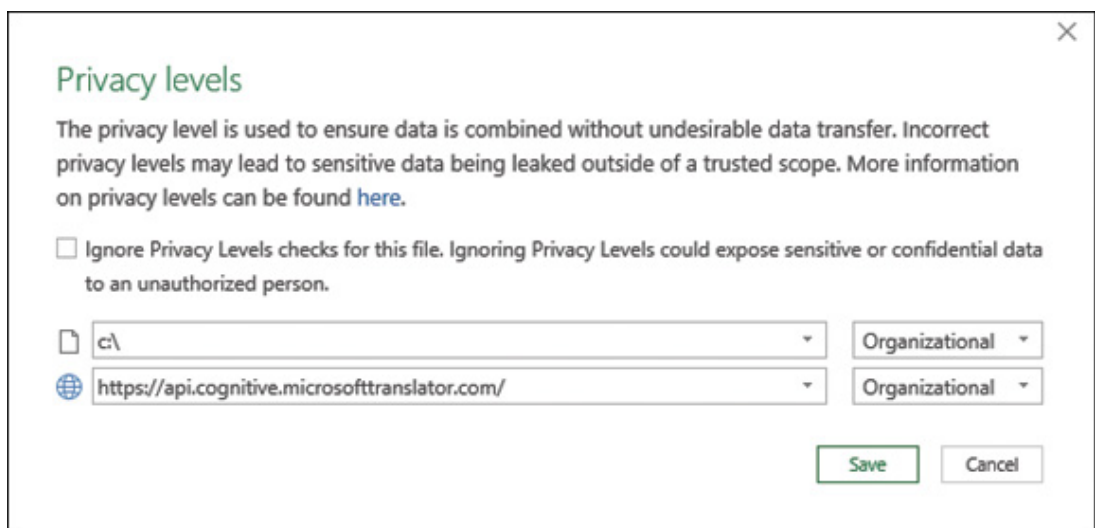 Privacy levels
The privacy level is used to ensure data is combined without undesirable data transfer. Incorrect
privacy levels may lead to sensitive data being leaked outside of a trusted scope. More information
on privacy levels can be found here.
Ignore Privacy Levels checks for this file. Ignoring Privacy Levels could expose sensitive or confidential data
to an unauthorized person.
c:\ Organizational
https://api.cognitive.microsofttranslator.com/ Organizational
Save Cancel